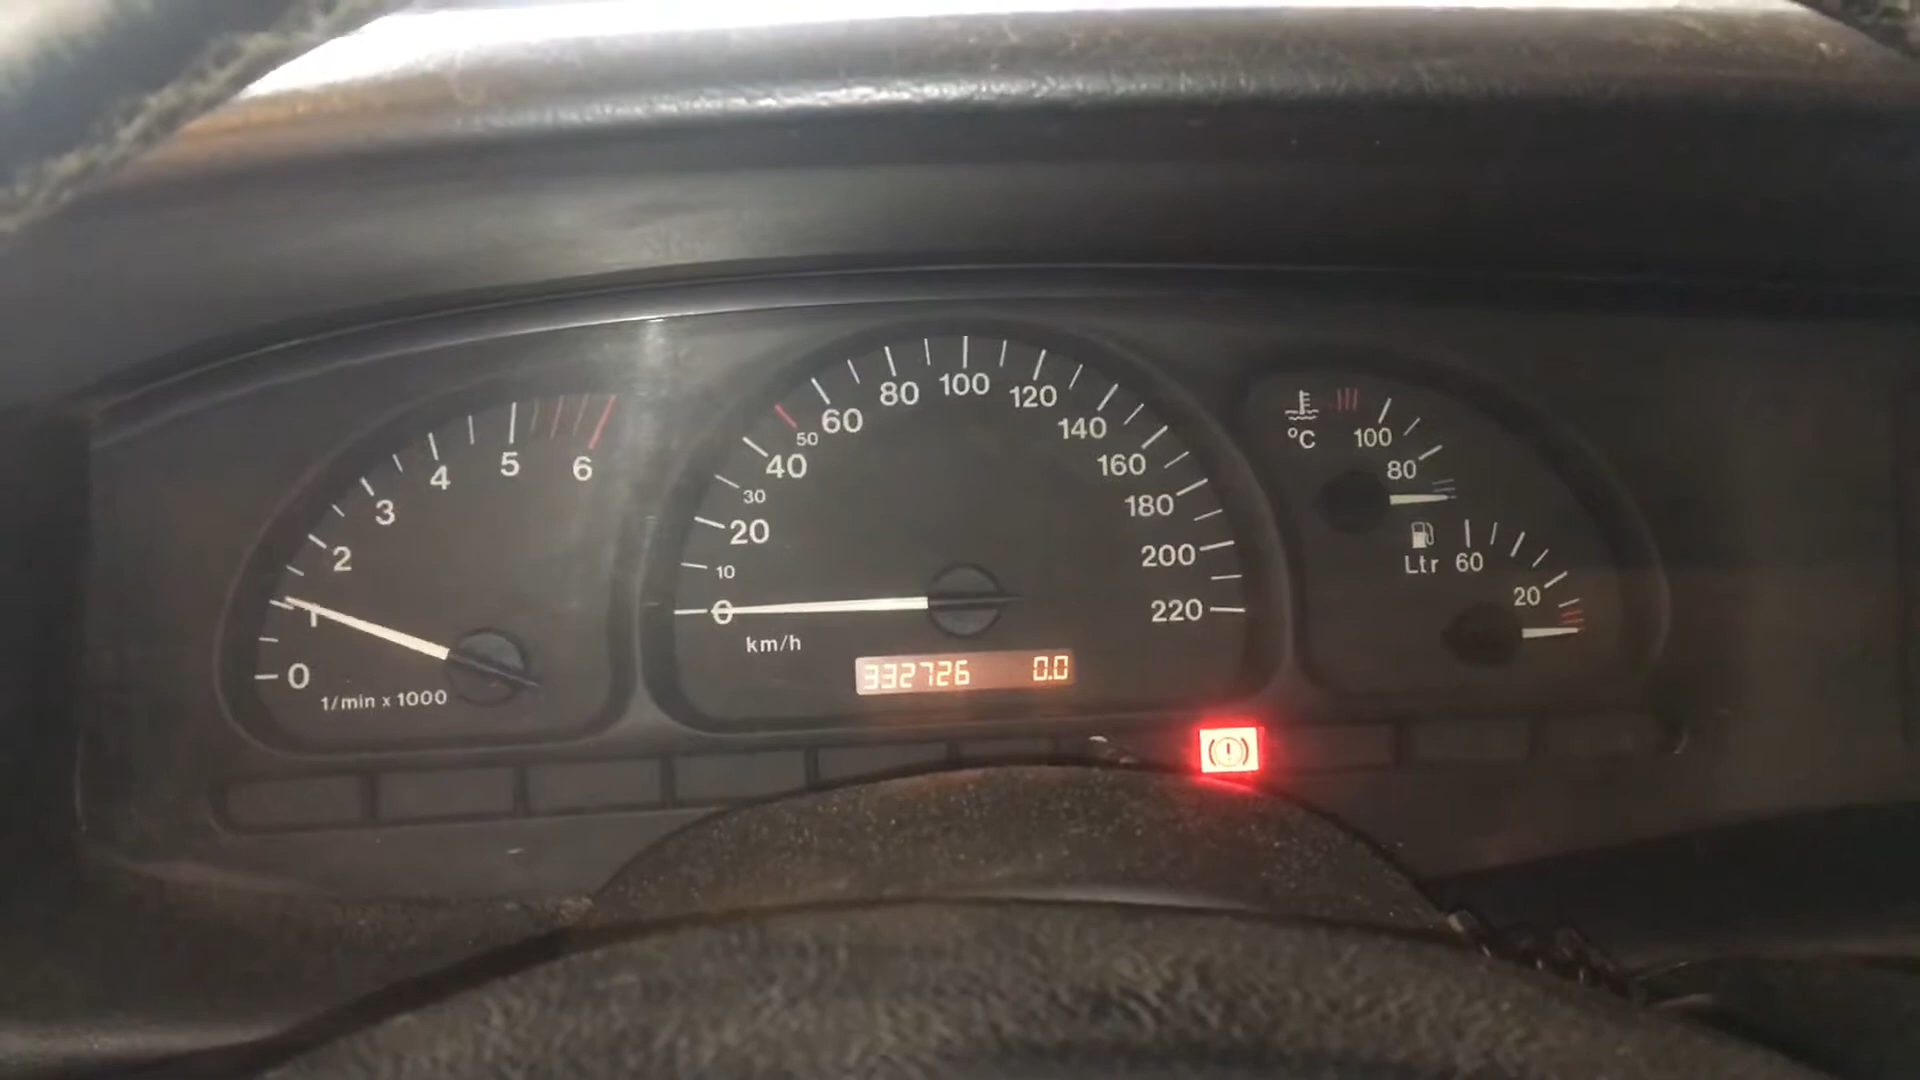 0 1 2 3 4 5 6
1/min x 1000
0 10 20 30 40 50 60 80 100 120 140 160 180 200 220
km/h
332726 0.0
°C 100 80
Ltr 60 20